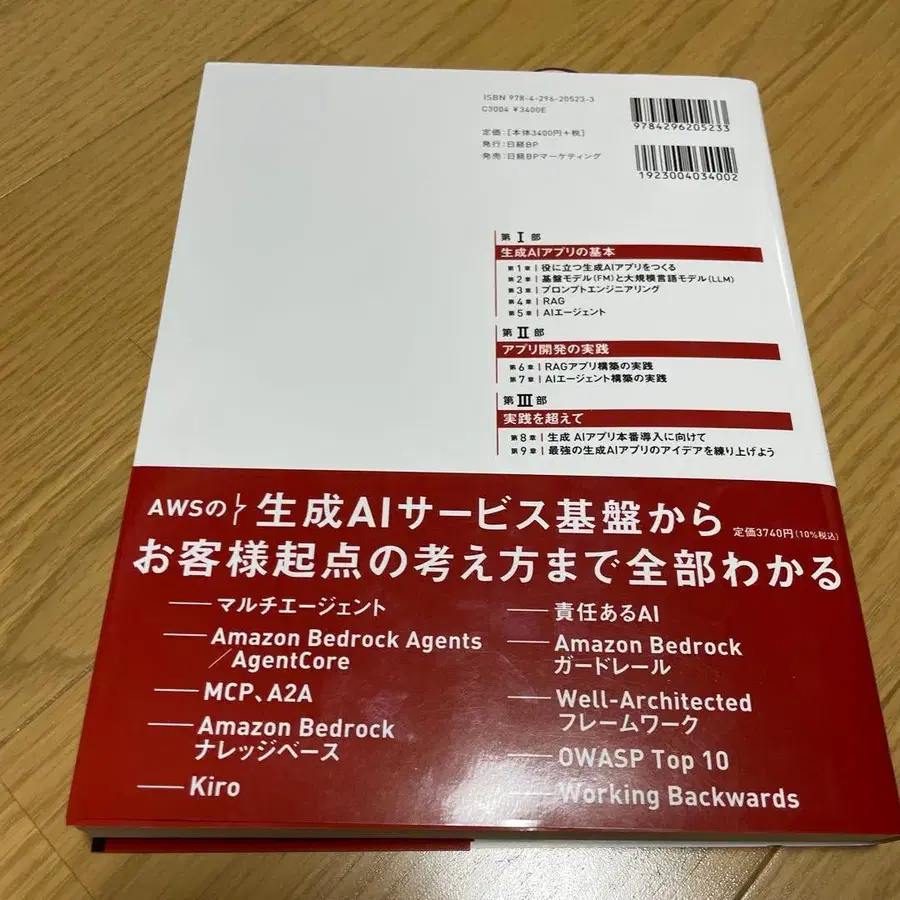 ISBN 978-4-296-20523-3
C3004 ¥3400E
9784296205233
定価:[本体3400円+税]
発行:日経BP
発売:日経BPマーケティング
1923004034002
第Ⅰ部
生成AIアプリの基本
第1章|役に立つ生成AIアプリをつくる
第2章|基盤モデル(FM)と大規模言語モデル(LLM)
第3章|プロンプトエンジニアリング
第4章|RAG
第5章|AIエージェント
第Ⅱ部
アプリ開発の実践
第6章|RAGアプリ構築の実践
第7章|AIエージェント構築の実践
第Ⅲ部
実践を超えて
第8章|生成 AIアプリ本番導入に向けて
第9章|最強の生成AIアプリのアイデアを練り上げよう
AWSの生成AIサービス基盤から
定価3740円(10%税込)
お客様起点の考え方まで全部わかる
マルチエージェント
Amazon Bedrock Agents
/AgentCore
MCP、A2A
Amazon Bedrock
ナレッジベース
Kiro
責任あるAI
Amazon Bedrock
ガードレール
Well-Architected
フレームワーク
OWASP Top 10
Working Backwards